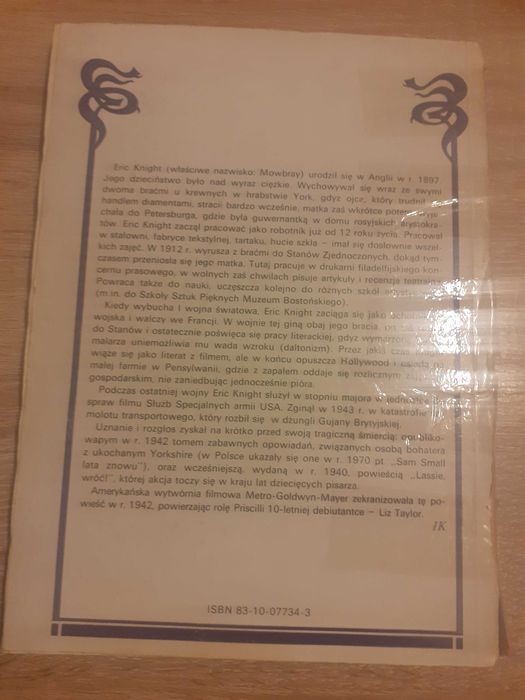 Eric Knight (właściwe nazwisko: Mowbray) urodził się w Anglii w r. 1897.
Jego dzieciństwo było nad wyraz ciężkie. Wychowywał się wraz ze swymi
dwoma braćmi u krewnych w hrabstwie York, gdyż ojca, który trudnił się
handlem diamentami, stracił bardzo wcześnie, matka zaś wkrótce potem wyje-
chała do Petersburga, gdzie była guwernantką w domu rosyjskich arystokra-
tów. Eric Knight zaczął pracować jako robotnik już od 12 roku życia. Pracował
w stalowni, fabryce tekstylnej, tartaku, hucie szkła – imał się dosłownie wszel-
kich zajęć. W 1912 r. wyrusza z braćmi do Stanów Zjednoczonych, dokąd tym-
czasem przeniosła się jego matka. Tutaj pracuje w drukarni filadelfijskiego kon-
cernu prasowego, w wolnych zaś chwilach pisuje artykuły i recenzje teatralne.
Powraca także do nauki, uczęszcza kolejno do różnych szkół
(m.in. do Szkoły Sztuk Pięknych Muzeum Bostońskiego).
Kiedy wybucha I wojna światowa, Eric Knight zaciąga się jako ochotnik do
wojska i walczy we Francji. W wojnie tej giną obaj jego bracia,
do Stanów i ostatecznie poświęca się pracy literackiej, gdyż
malarza uniemożliwia mu wada wzroku (daltonizm). Przez jakiś czas
wiąże się jako literat z filmem, ale w końcu opuszcza Hollywood i osiada na
małej farmie w Pensylwanii, gdzie z zapałem oddaje się rozlicznym zajęciom
gospodarskim, nie zaniedbując jednocześnie pióra.
Podczas ostatniej wojny Eric Knight służył w stopniu majora w jednostce do
spraw filmu Służb Specjalnych armii USA. Zginął w 1943 r. w katastrofie sa-
molotu transportowego, który rozbił się w dżungli Gujany Brytyjskiej.
Uznanie i rozgłos zyskał na krótko przed swoją tragiczną śmiercią: opubliko-
wanym w r. 1942 tomem zabawnych opowiadań, związanych osobą bohatera
z ukochanym Yorkshire (w Polsce ukazały się one w r. 1970 pt. „Sam Small
lata znowu”), oraz wcześniejszą, wydaną w r. 1940, powieścią „Lassie,
wróć!”, której akcja toczy się w kraju lat dziecięcych pisarza.
Amerykańska wytwórnia filmowa Metro-Goldwyn-Mayer zekranizowała tę po-
wieść w r. 1942, powierzając rolę Priscilli 10-letniej debiutantce – Liz Taylor.
IK
ISBN 83-10-07734-3